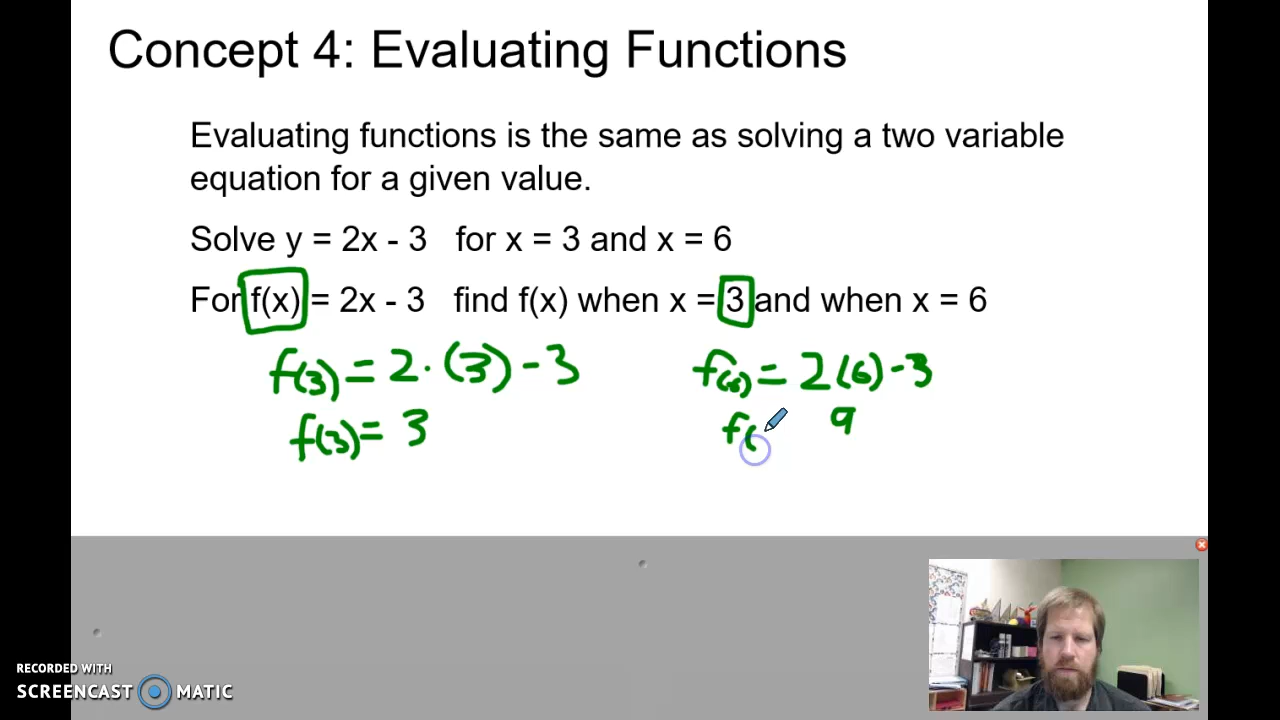 Concept 4: Evaluating Functions
Evaluating functions is the same as solving a two variable
equation for a given value.
Solve y = 2x - 3 for x = 3 and x = 6
For f(x) = 2x - 3 find f(x) when x = 3 and when x = 6
f(3) = 2 · (3) - 3
f(6) = 2(6) - 3
f(3) = 3
f( 9
RECORDED WITH
SCREENCAST MATIC